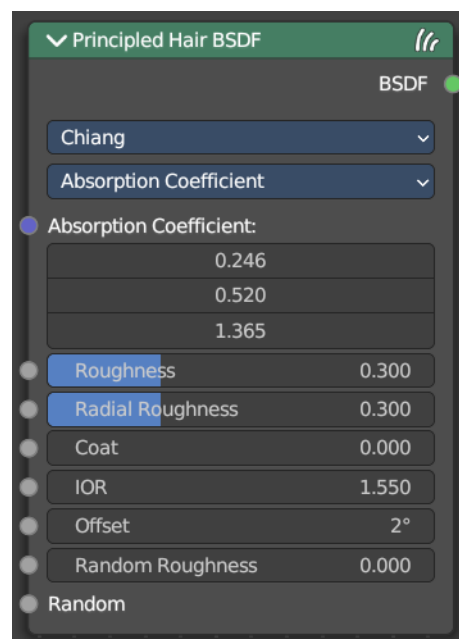 Principled Hair BSDF
BSDF
Chiang
Absorption Coefficient
Absorption Coefficient:
0.246
0.520
1.365
Roughness 0.300
Radial Roughness 0.300
Coat 0.000
IOR 1.550
Offset 2°
Random Roughness 0.000
Random